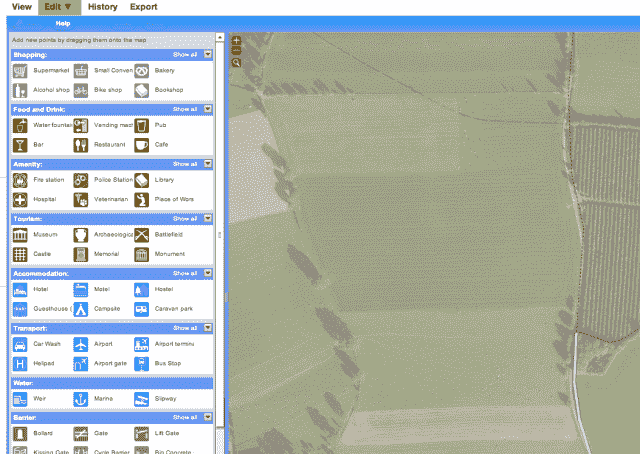 View Edit ▼ History Export
Help
Add new points by dragging them onto the map
Shopping: Show all
Supermarket Small Conven Bakery
Alcohol shop Bike shop Bookshop
Food and Drink: Show all
Water fountain Vending mach Pub
Bar Restaurant Cafe
Amenity: Show all
Fire station Police Station Library
Hospital Veterinarian Place of Wors
Tourism: Show all
Museum Archaeologica Battlefield
Castle Memorial Monument
Accommodation: Show all
Hotel Motel Hostel
Guesthouse ( Campsite Caravan park
Transport: Show all
Car Wash Airport Airport termina
Helipad Airport gate Bus Stop
Water:
Weir Marina Slipway
Barrier: Show all
Bollard Gate Lift Gate
Kissing Gate Cycle Barrier Big Concrete